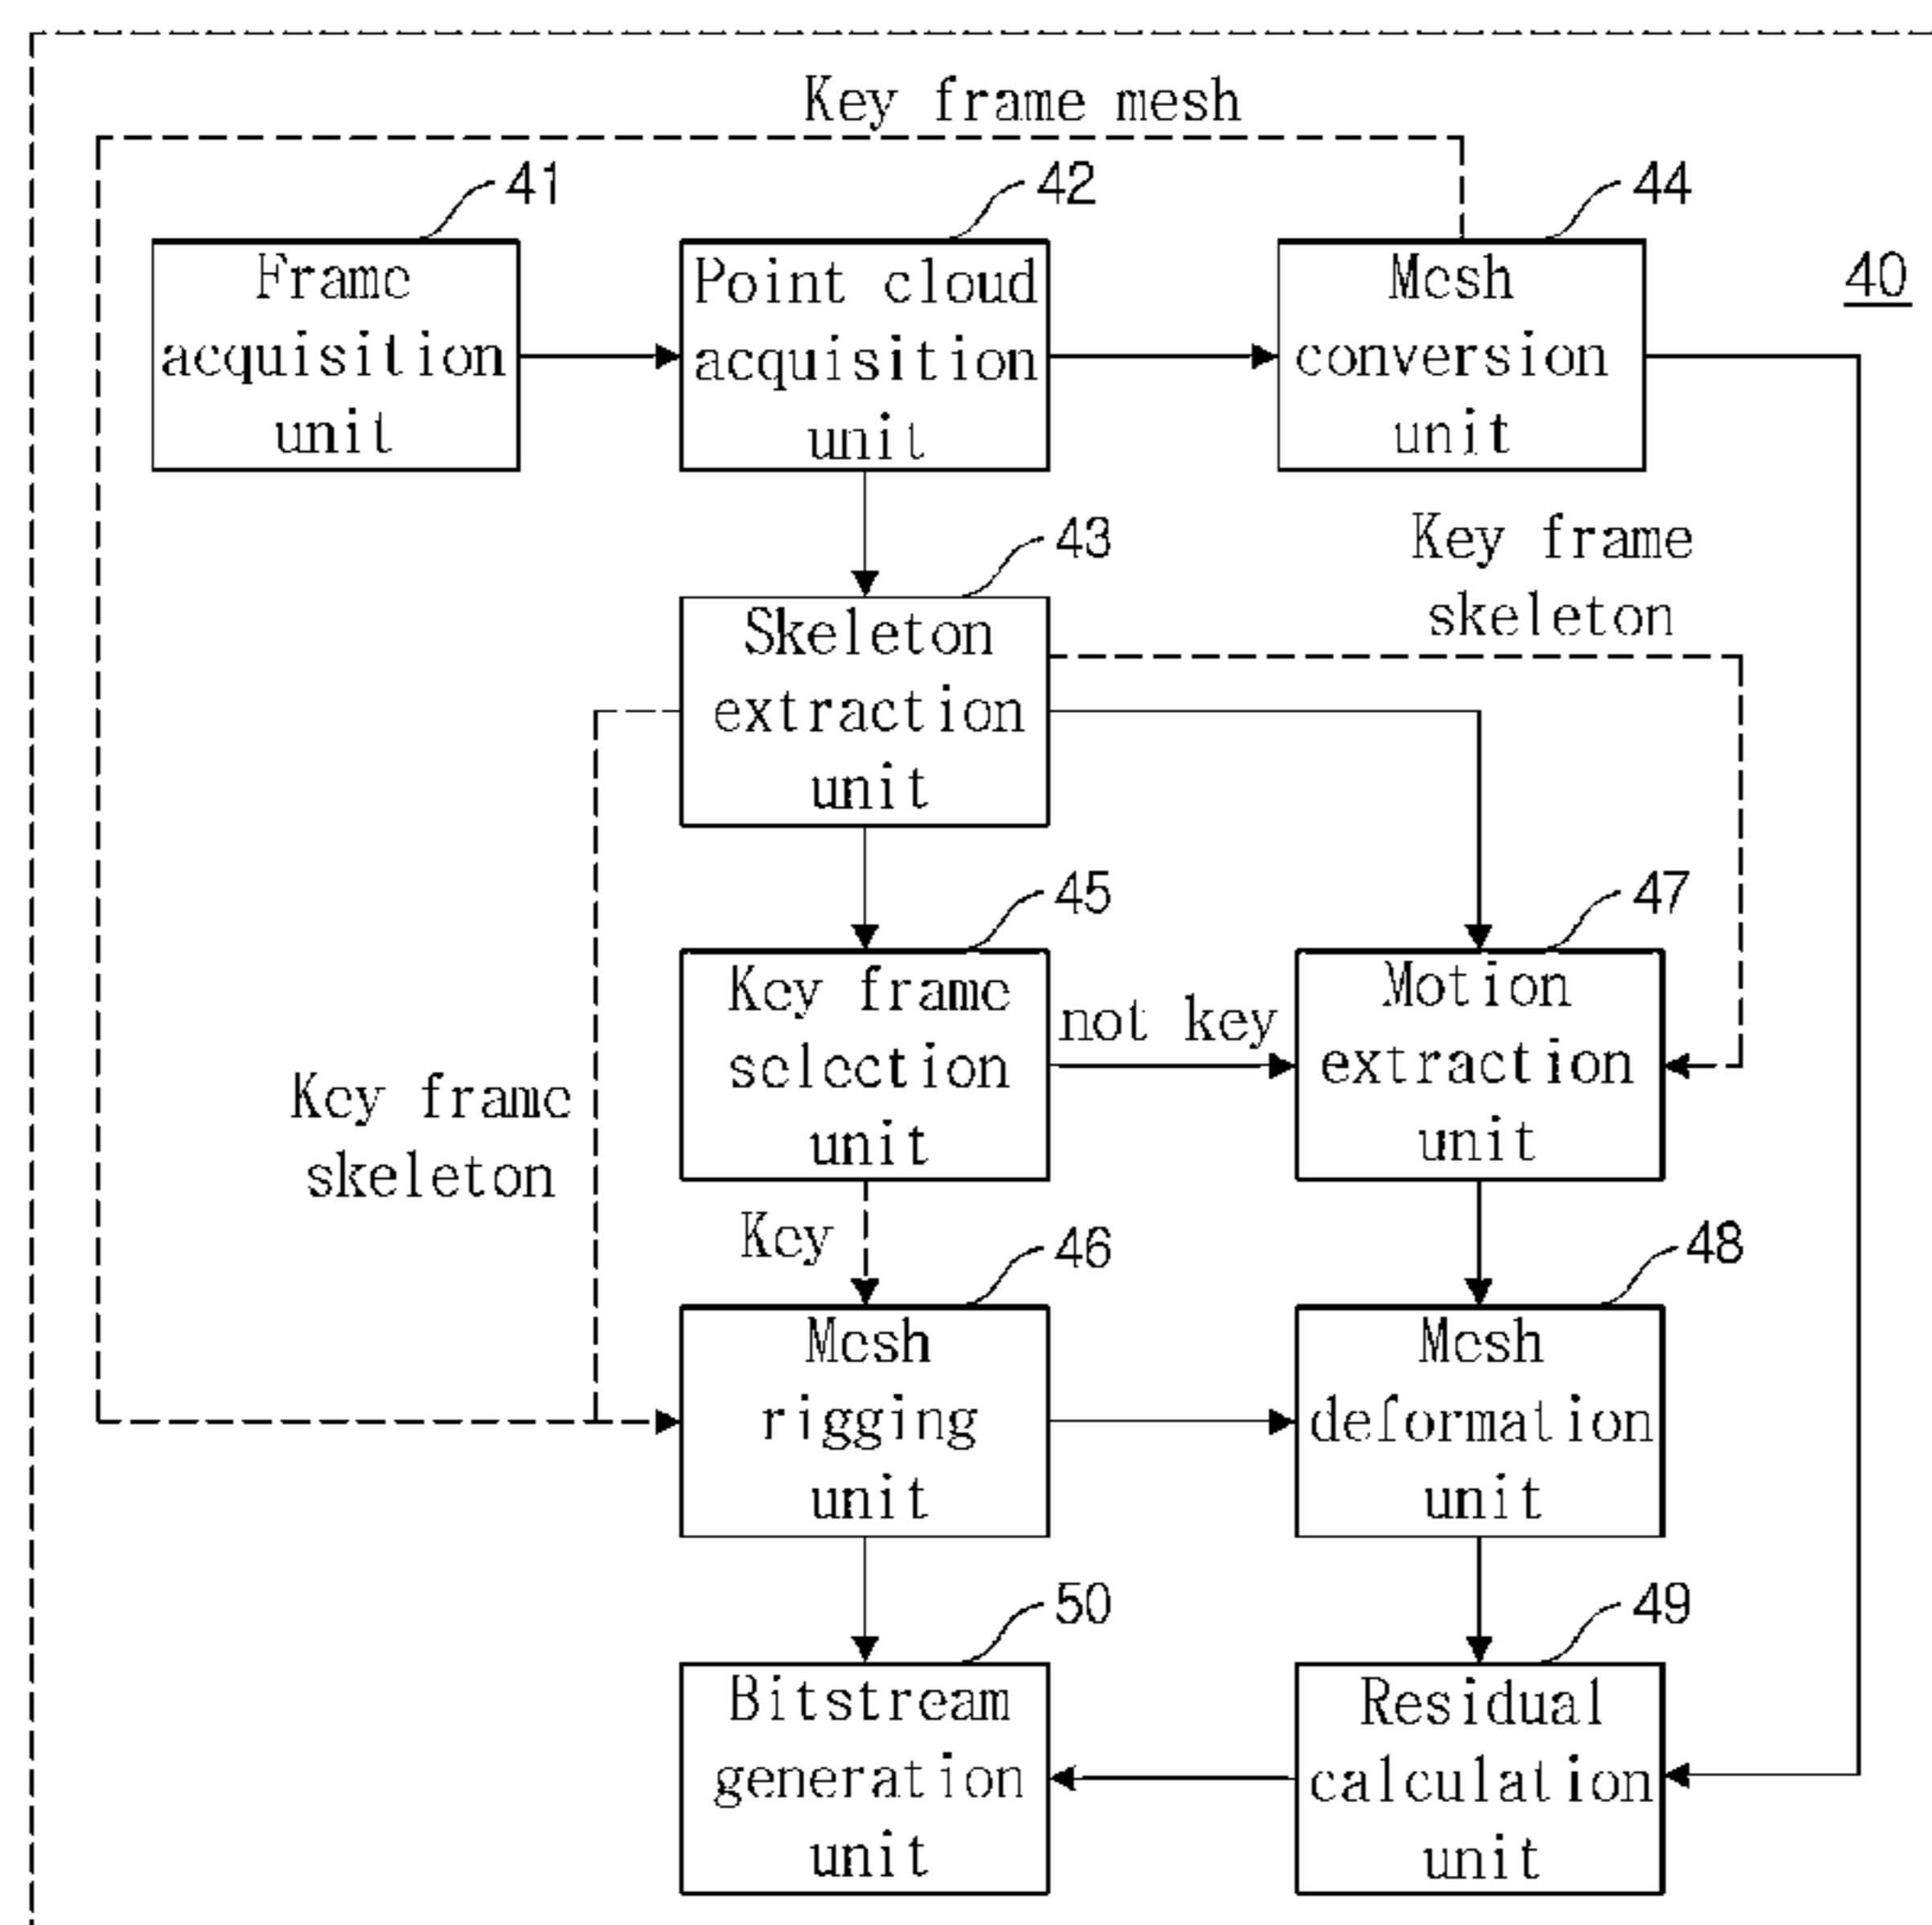 Key frame mesh
41
42
44
40
Frame
acquisition
unit
Point cloud
acquisition
unit
Mesh
conversion
unit
43
Key frame
skeleton
Skeleton
extraction
unit
45
47
Key frame
selection
unit
not key
Motion
extraction
unit
Key frame
skeleton
Key
46
48
Mesh
rigging
unit
Mesh
deformation
unit
50
49
Bitstream
generation
unit
Residual
calculation
unit